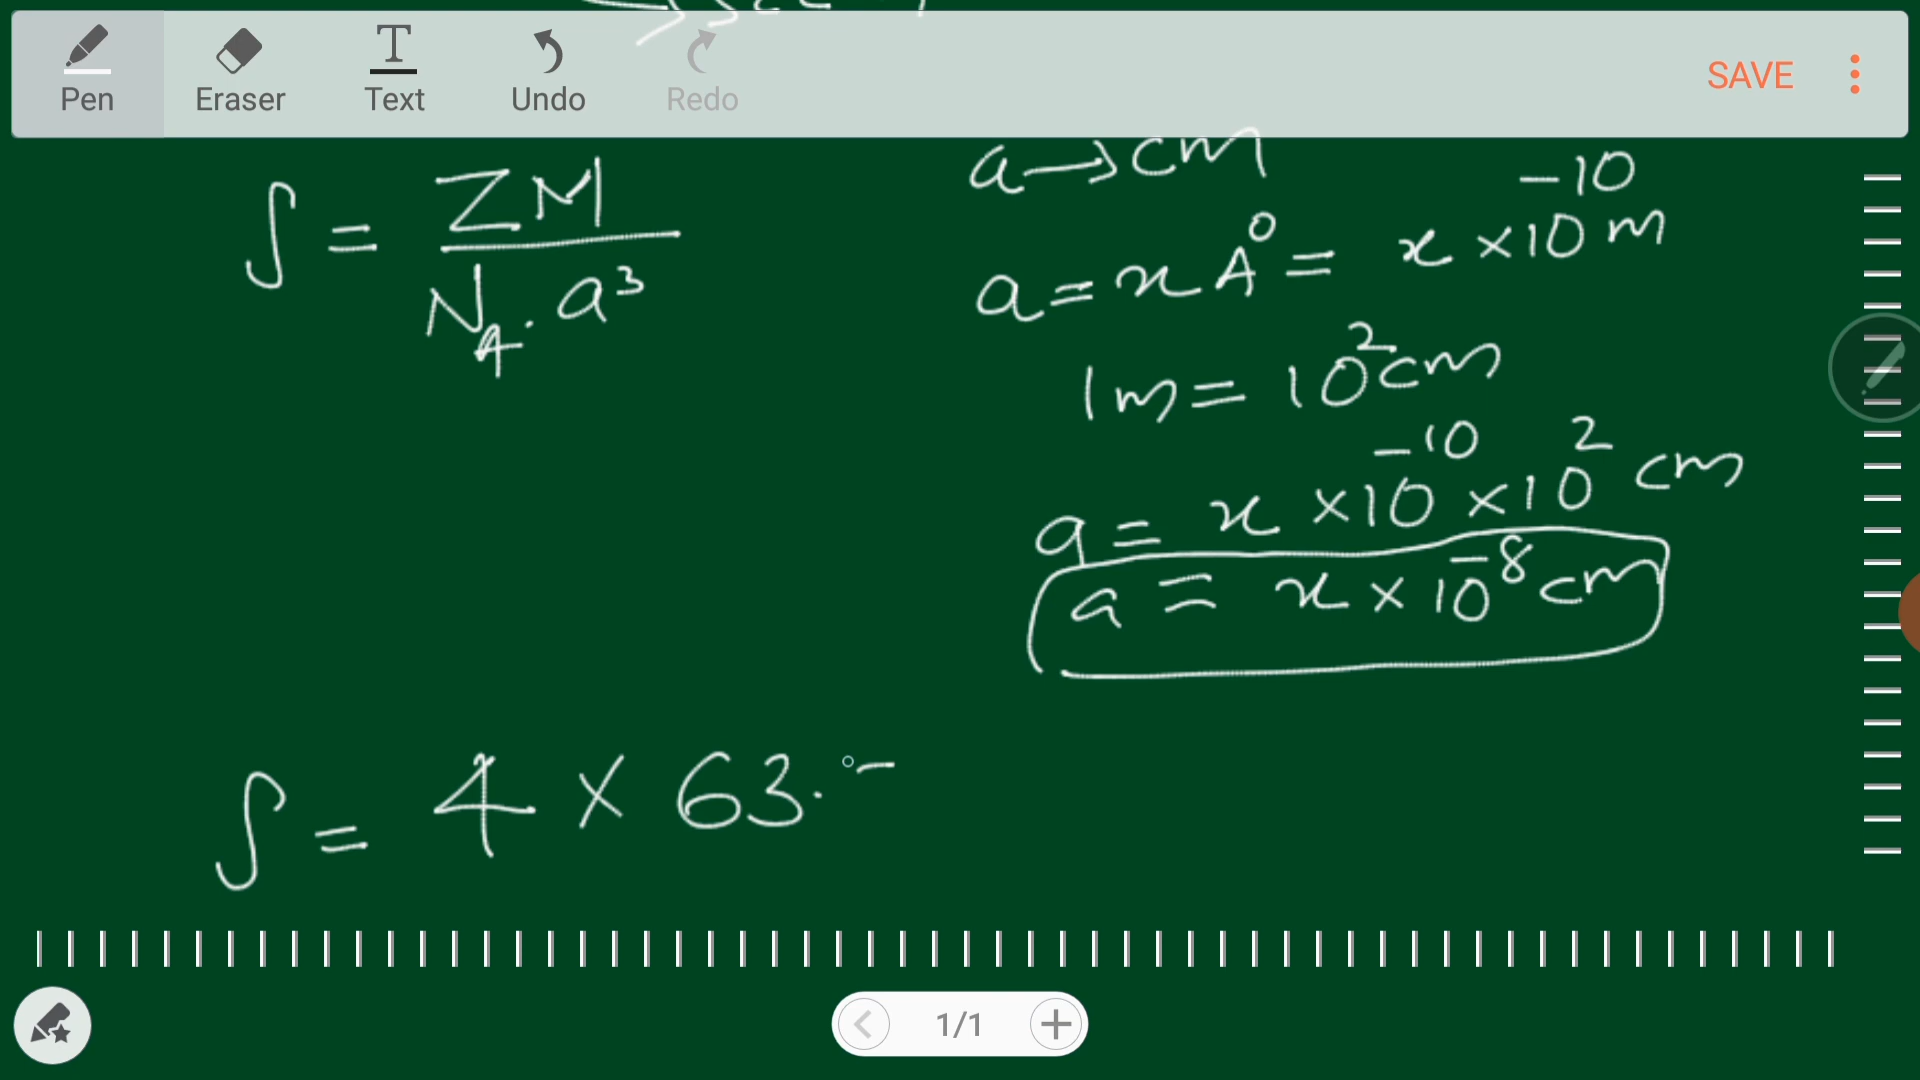 Pen Eraser Text Undo Redo SAVE
a → cm
∫ = ZM / N_A . a³
a = x A⁰ = x × 10⁻¹⁰ m
1m = 10² cm
a = x × 10⁻¹⁰ × 10² cm
a = x × 10⁻⁸ cm
∫ = 4 × 63.
1/1